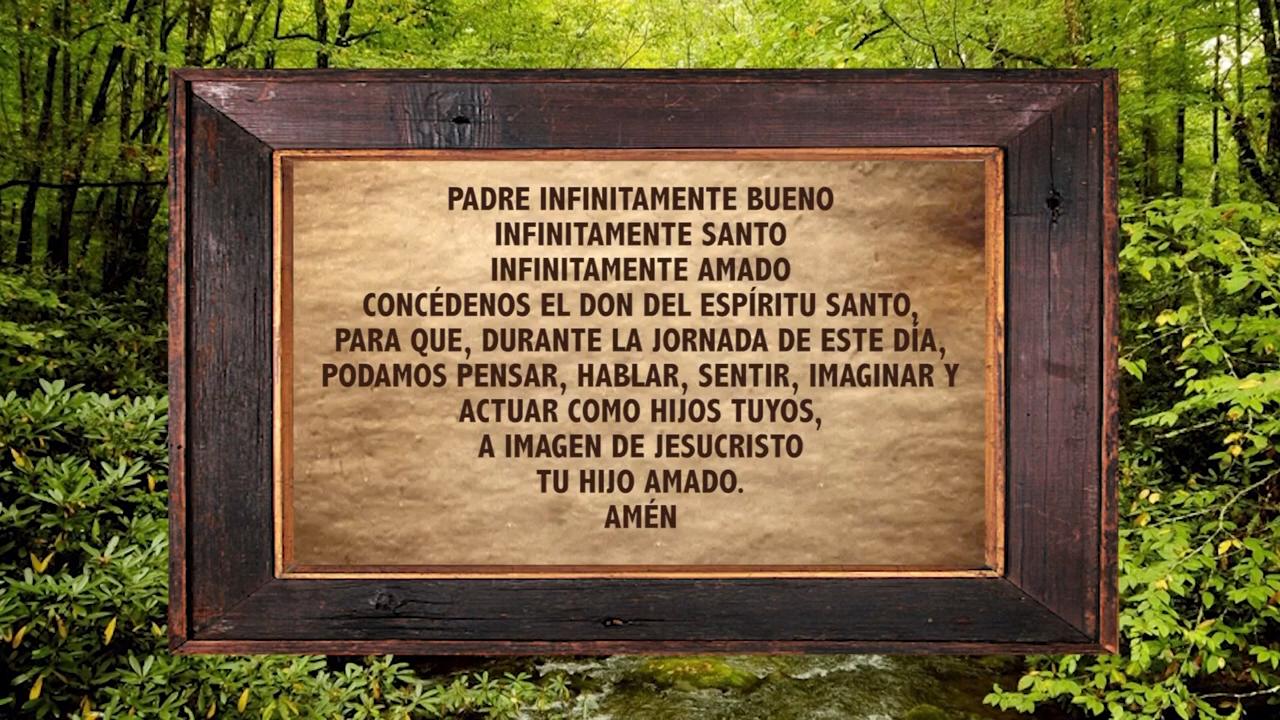 PADRE INFINITAMENTE BUENO
INFINITAMENTE SANTO
INFINITAMENTE AMADO
CONCÉDENOS EL DON DEL ESPÍRITU SANTO,
PARA QUE, DURANTE LA JORNADA DE ESTE DÍA,
PODAMOS PENSAR, HABLAR, SENTIR, IMAGINAR Y
ACTUAR COMO HIJOS TUYOS,
A IMAGEN DE JESUCRISTO
TU HIJO AMADO.
AMÉN